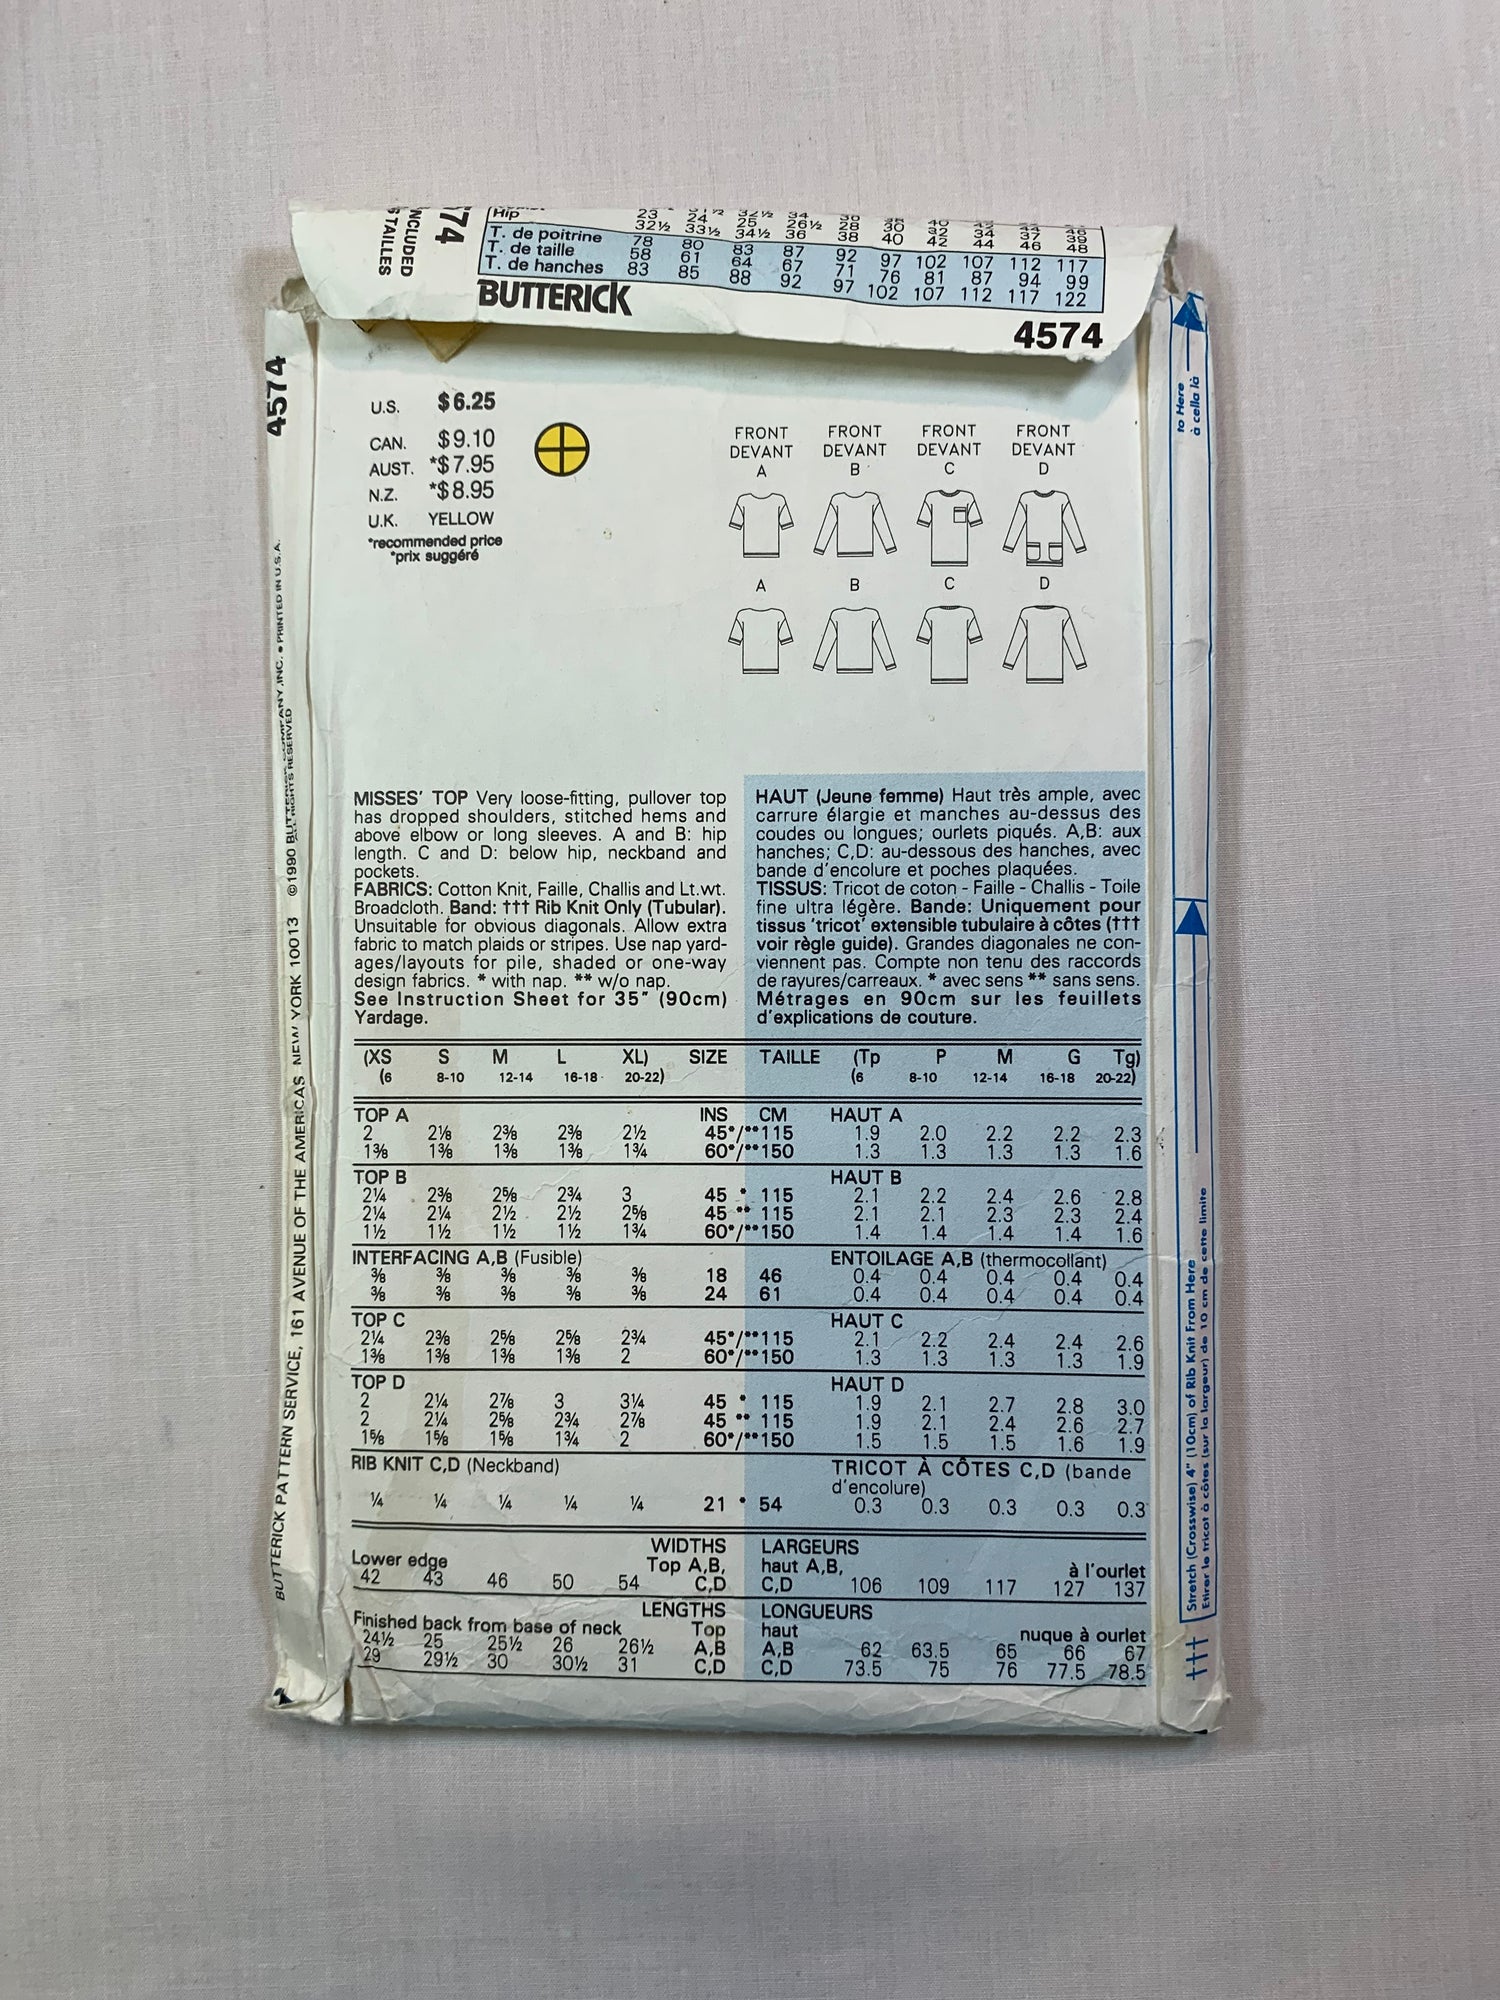 INCLUDED
TAILLES
74
Hip 32½ 33½ 34½ 36 38 40 42 44 46 48
23 24 25 26½ 28 30 32 34 37
T. de poitrine 78 80 83 87 92 97 102 107 112 117
T. de taille 58 61 64 67 71 76 81 87 94 99
T. de hanches 83 85 88 92 97 102 107 112 117 122
BUTTERICK
4574
4574
U.S. $6.25
CAN. $9.10
AUST. *$7.95
N.Z. *$8.95
U.K. YELLOW
*recommended price
*prix suggéré
FRONT FRONT FRONT FRONT
DEVANT DEVANT DEVANT DEVANT
A B C D
A B C D
MISSES' TOP Very loose-fitting, pullover top
has dropped shoulders, stitched hems and
above elbow or long sleeves. A and B: hip
length. C and D: below hip, neckband and
pockets.
FABRICS: Cotton Knit, Faille, Challis and Lt.wt.
Broadcloth. Band: ††† Rib Knit Only (Tubular).
Unsuitable for obvious diagonals. Allow extra
fabric to match plaids or stripes. Use nap yard-
ages/layouts for pile, shaded or one-way
design fabrics. * with nap. ** w/o nap.
See Instruction Sheet for 35" (90cm)
Yardage.
HAUT (Jeune femme) Haut très ample, avec
carrure élargie et manches au-dessus des
coudes ou longues; ourlets piqués. A,B: aux
hanches; C,D: au-dessous des hanches, avec
bande d'encolure et poches plaquées.
TISSUS: Tricot de coton - Faille - Challis - Toile
fine ultra légère. Bande: Uniquement pour
tissus 'tricot' extensible tubulaire à côtes (†††
voir règle guide). Grandes diagonales ne con-
viennent pas. Compte non tenu des raccords
de rayures/carreaux. * avec sens ** sans sens.
Métrages en 90cm sur les feuillets
d'explications de couture.
(XS S M L XL) SIZE TAILLE (Tp P M G Tg)
(6 8-10 12-14 16-18 20-22) (6 8-10 12-14 16-18 20-22)
TOP A INS CM HAUT A
2 2⅛ 2⅜ 2⅜ 2½ 45*/**115 1.9 2.0 2.2 2.2 2.3
1⅜ 1⅜ 1⅜ 1⅜ 1¾ 60*/**150 1.3 1.3 1.3 1.3 1.6
TOP B HAUT B
2¼ 2⅜ 2⅝ 2¾ 3 45 * 115 2.1 2.2 2.4 2.6 2.8
2¼ 2¼ 2½ 2½ 2⅝ 45 ** 115 2.1 2.1 2.3 2.3 2.4
1½ 1½ 1½ 1½ 1¾ 60*/**150 1.4 1.4 1.4 1.4 1.6
INTERFACING A,B (Fusible) ENTOILAGE A,B (thermocollant)
⅜ ⅜ ⅜ ⅜ ⅜ 18 46 0.4 0.4 0.4 0.4 0.4
⅜ ⅜ ⅜ ⅜ ⅜ 24 61 0.4 0.4 0.4 0.4 0.4
TOP C HAUT C
2¼ 2⅜ 2⅝ 2⅝ 2¾ 45*/**115 2.1 2.2 2.4 2.4 2.6
1⅜ 1⅜ 1⅜ 1⅜ 2 60*/**150 1.3 1.3 1.3 1.3 1.9
TOP D HAUT D
2 2¼ 2⅞ 3 3¼ 45 * 115 1.9 2.1 2.7 2.8 3.0
2 2¼ 2⅝ 2¾ 2⅞ 45 ** 115 1.9 2.1 2.4 2.6 2.7
1⅝ 1⅝ 1⅝ 1¾ 2 60*/**150 1.5 1.5 1.5 1.6 1.9
RIB KNIT C,D (Neckband) TRICOT À CÔTES C,D (bande
d'encolure)
¼ ¼ ¼ ¼ ¼ 21 * 54 0.3 0.3 0.3 0.3 0.3
WIDTHS LARGEURS
Lower edge Top A,B, haut A,B, à l'ourlet
42 43 46 50 54 C,D C,D 106 109 117 127 137
LENGTHS LONGUEURS
Finished back from base of neck Top haut nuque à ourlet
24½ 25 25½ 26 26½ A,B A,B 62 63.5 65 66 67
29 29½ 30 30½ 31 C,D C,D 73.5 75 76 77.5 78.5
BUTTERICK PATTERN SERVICE, 161 AVENUE OF THE AMERICAS NEW YORK 10013 ©1990 BUTTERICK COMPANY, INC. • PRINTED IN U.S.A.
ALL RIGHTS RESERVED
to Here
à cella là
††† Stretch (Crosswise) 4" (10cm) of Rib Knit From Here
Etirer le tricot à côtes (sur la largeur) de 10 cm de cette limite